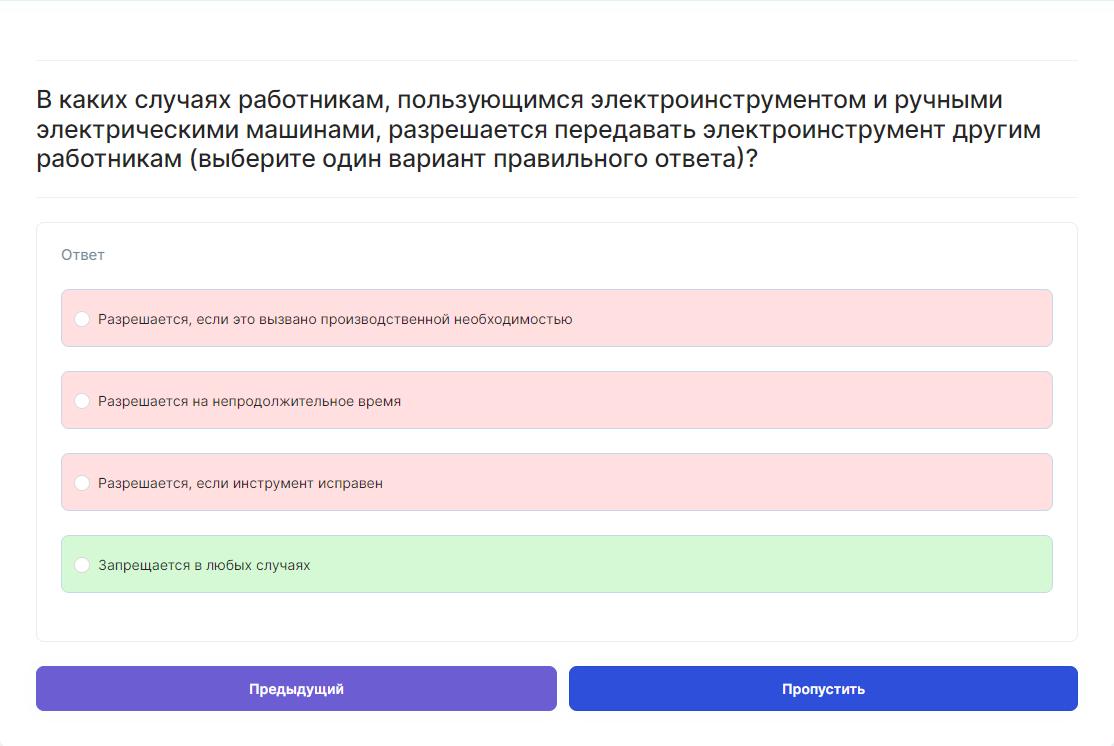 В каких случаях работникам, пользующимся электроинструментом и ручными
электрическими машинами, разрешается передавать электроинструмент другим
работникам (выберите один вариант правильного ответа)?
Ответ
Разрешается, если это вызвано производственной необходимостью
Разрешается на непродолжительное время
Разрешается, если инструмент исправен
Запрещается в любых случаях
Предыдущий
Пропустить